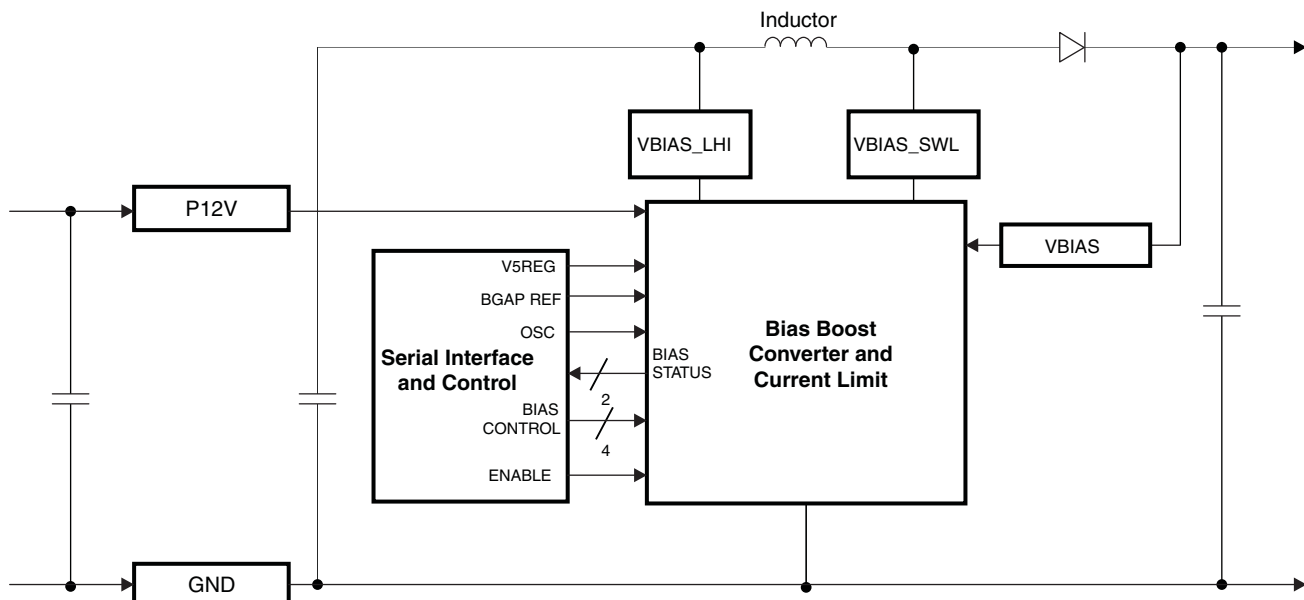 Inductor
VBIAS_LHI
VBIAS_SWL
P12V
VBIAS
V5REG
BGAP REF
OSC
Serial Interface
and Control
BIAS
CONTROL
ENABLE
BIAS
STATUS
2
4
Bias Boost
Converter and
Current Limit
GND